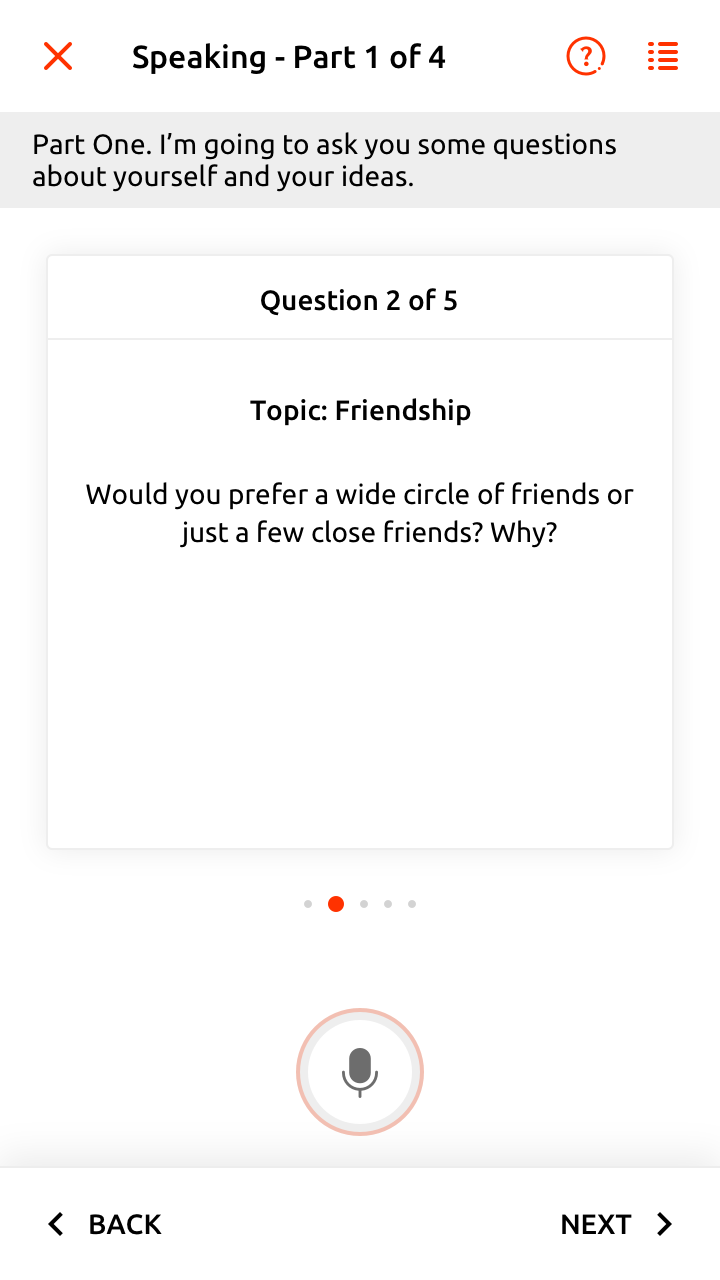 Speaking - Part 1 of 4
Part One. I’m going to ask you some questions
about yourself and your ideas.
Question 2 of 5
Topic: Friendship
Would you prefer a wide circle of friends or
just a few close friends? Why?
BACK
NEXT